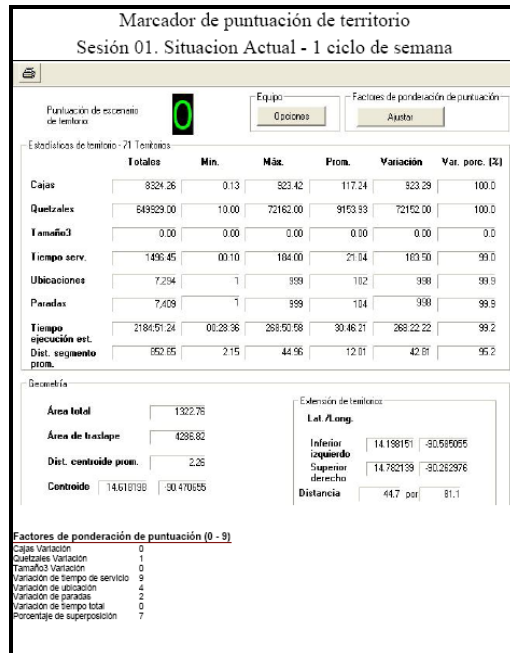 Marcador de puntuación de territorio
Sesión 01. Situacion Actual - 1 ciclo de semana
Puntuación de escenario de territorio:
0
Equipo
Opciones
Factores de ponderación de puntuación
Ajustar
Estadísticas de territorio - 71 Territorios
Totales Mín. Máx. Prom. Variación Var. porc. (%)
Cajas 8324.26 0.13 923.42 117.24 923.29 100.0
Quetzales 649929.00 10.00 72162.00 9153.93 72152.00 100.0
Tamaño3 0.00 0.00 0.00 0.00 0.00 0.0
Tiempo serv. 1496.45 00:10 184.00 21.04 183.50 99.0
Ubicaciones 7,294 1 999 102 998 99.9
Paradas 7,409 1 999 104 998 99.9
Tiempo ejecución est. 2184:51:24 00:28:36 268:50:58 30:46:21 268:22:22 99.2
Dist. segmento prom. 852.65 2.15 44.96 12.01 42.81 95.2
Geometría
Área total 1322.76
Área de traslape 4286.82
Dist. centroide prom. 2.26
Centroide 14.618198 -90.470655
Extensión de territorios
Lat./Long.
Inferior izquierdo 14.198151 -90.585055
Superior derecho 14.782139 -90.262976
Distancia 44.7 por 81.1
Factores de ponderación de puntuación (0 - 9)
Cajas Variación 0
Quetzales Variación 1
Tamaño3 Variación 0
Variación de tiempo de servicio 9
Variación de ubicación 4
Variación de paradas 2
Variación de tiempo total 0
Porcentaje de superposición 7